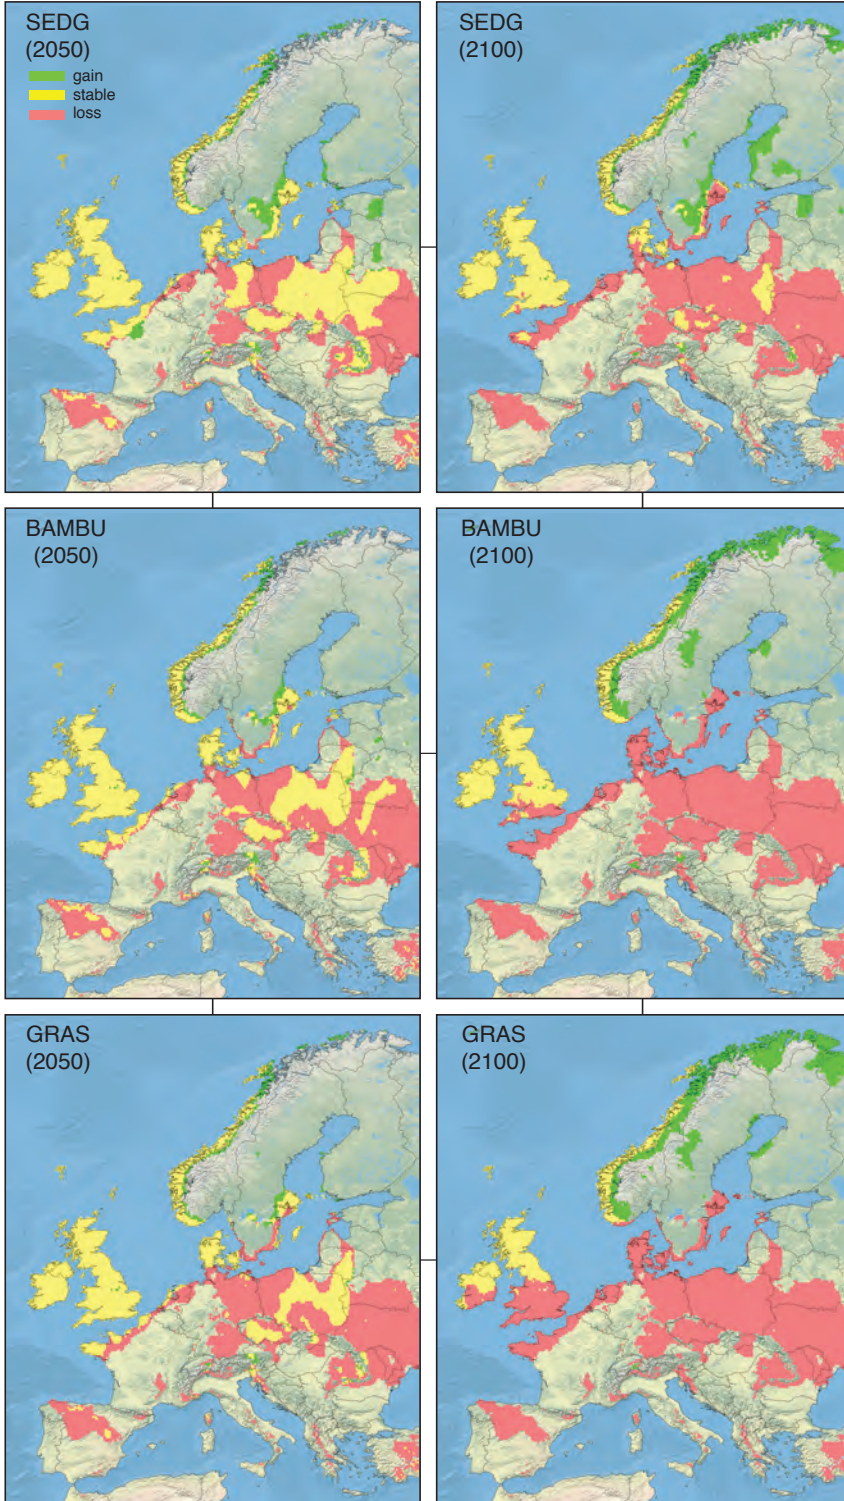 SEDG
(2050)
gain
stable
loss
SEDG
(2100)
BAMBU
(2050)
BAMBU
(2100)
GRAS
(2050)
GRAS
(2100)